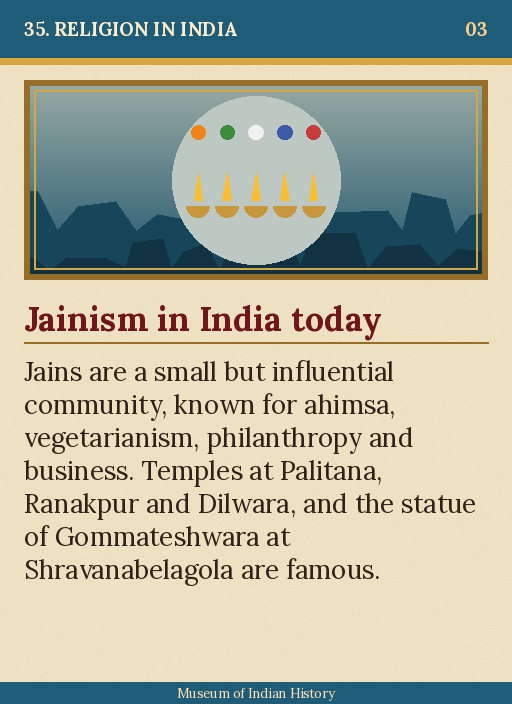 35. RELIGION IN INDIA
03
Jainism in India today
Jains are a small but influential
community, known for ahimsa,
vegetarianism, philanthropy and
business. Temples at Palitana,
Ranakpur and Dilwara, and the statue
of Gommateshwara at
Shravanabelagola are famous.
Museum of Indian History